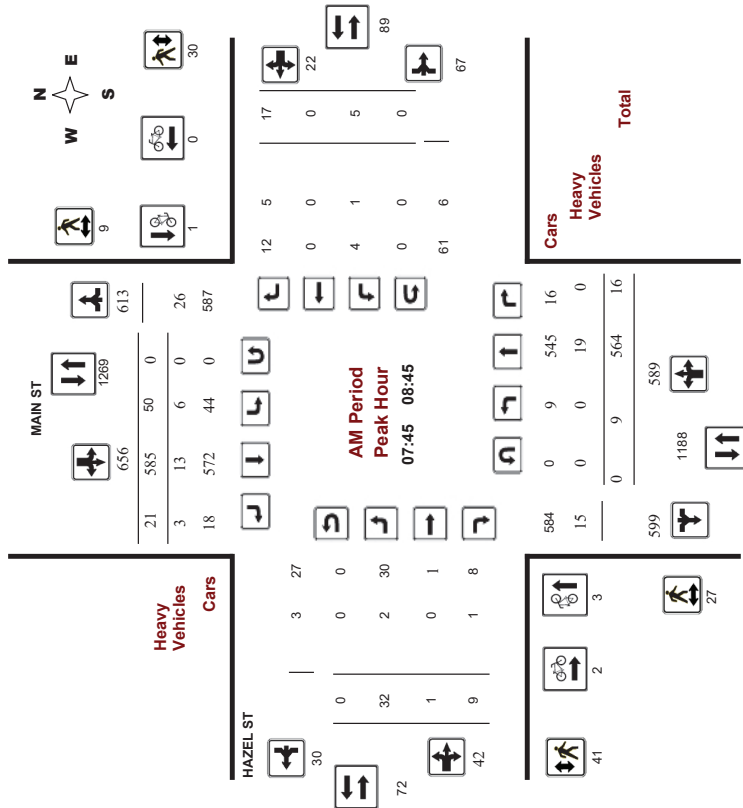 N
W E
S
9
30
1
0
MAIN ST
1269
656
613
21 585 50 0
3 13 6 0 26
18 572 44 0 587
Heavy
Vehicles
Cars
22
89
67
12 5 17
0 0 0
4 1 5
0 0 0
61 6
AM Period
Peak Hour
07:45 08:45
HAZEL ST
30
72
42
3 27
0 0 0
32 2 30
1 0 1
9 1 8
Cars
Heavy
Vehicles
Total
584 0 9 545 16
15 0 0 19 0
0 9 564 16
599
589
1188
3
2
27
41